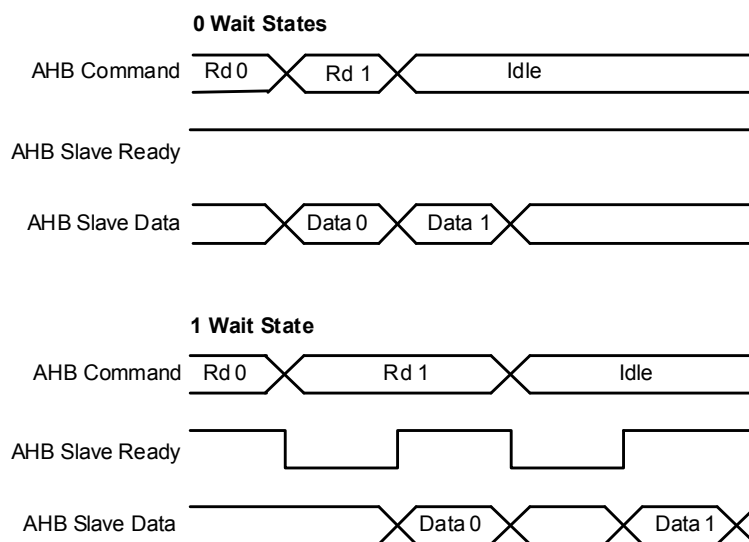 0 Wait States
AHB Command Rd 0 Rd 1 Idle
AHB Slave Ready
AHB Slave Data Data 0 Data 1
1 Wait State
AHB Command Rd 0 Rd 1 Idle
AHB Slave Ready
AHB Slave Data Data 0 Data 1